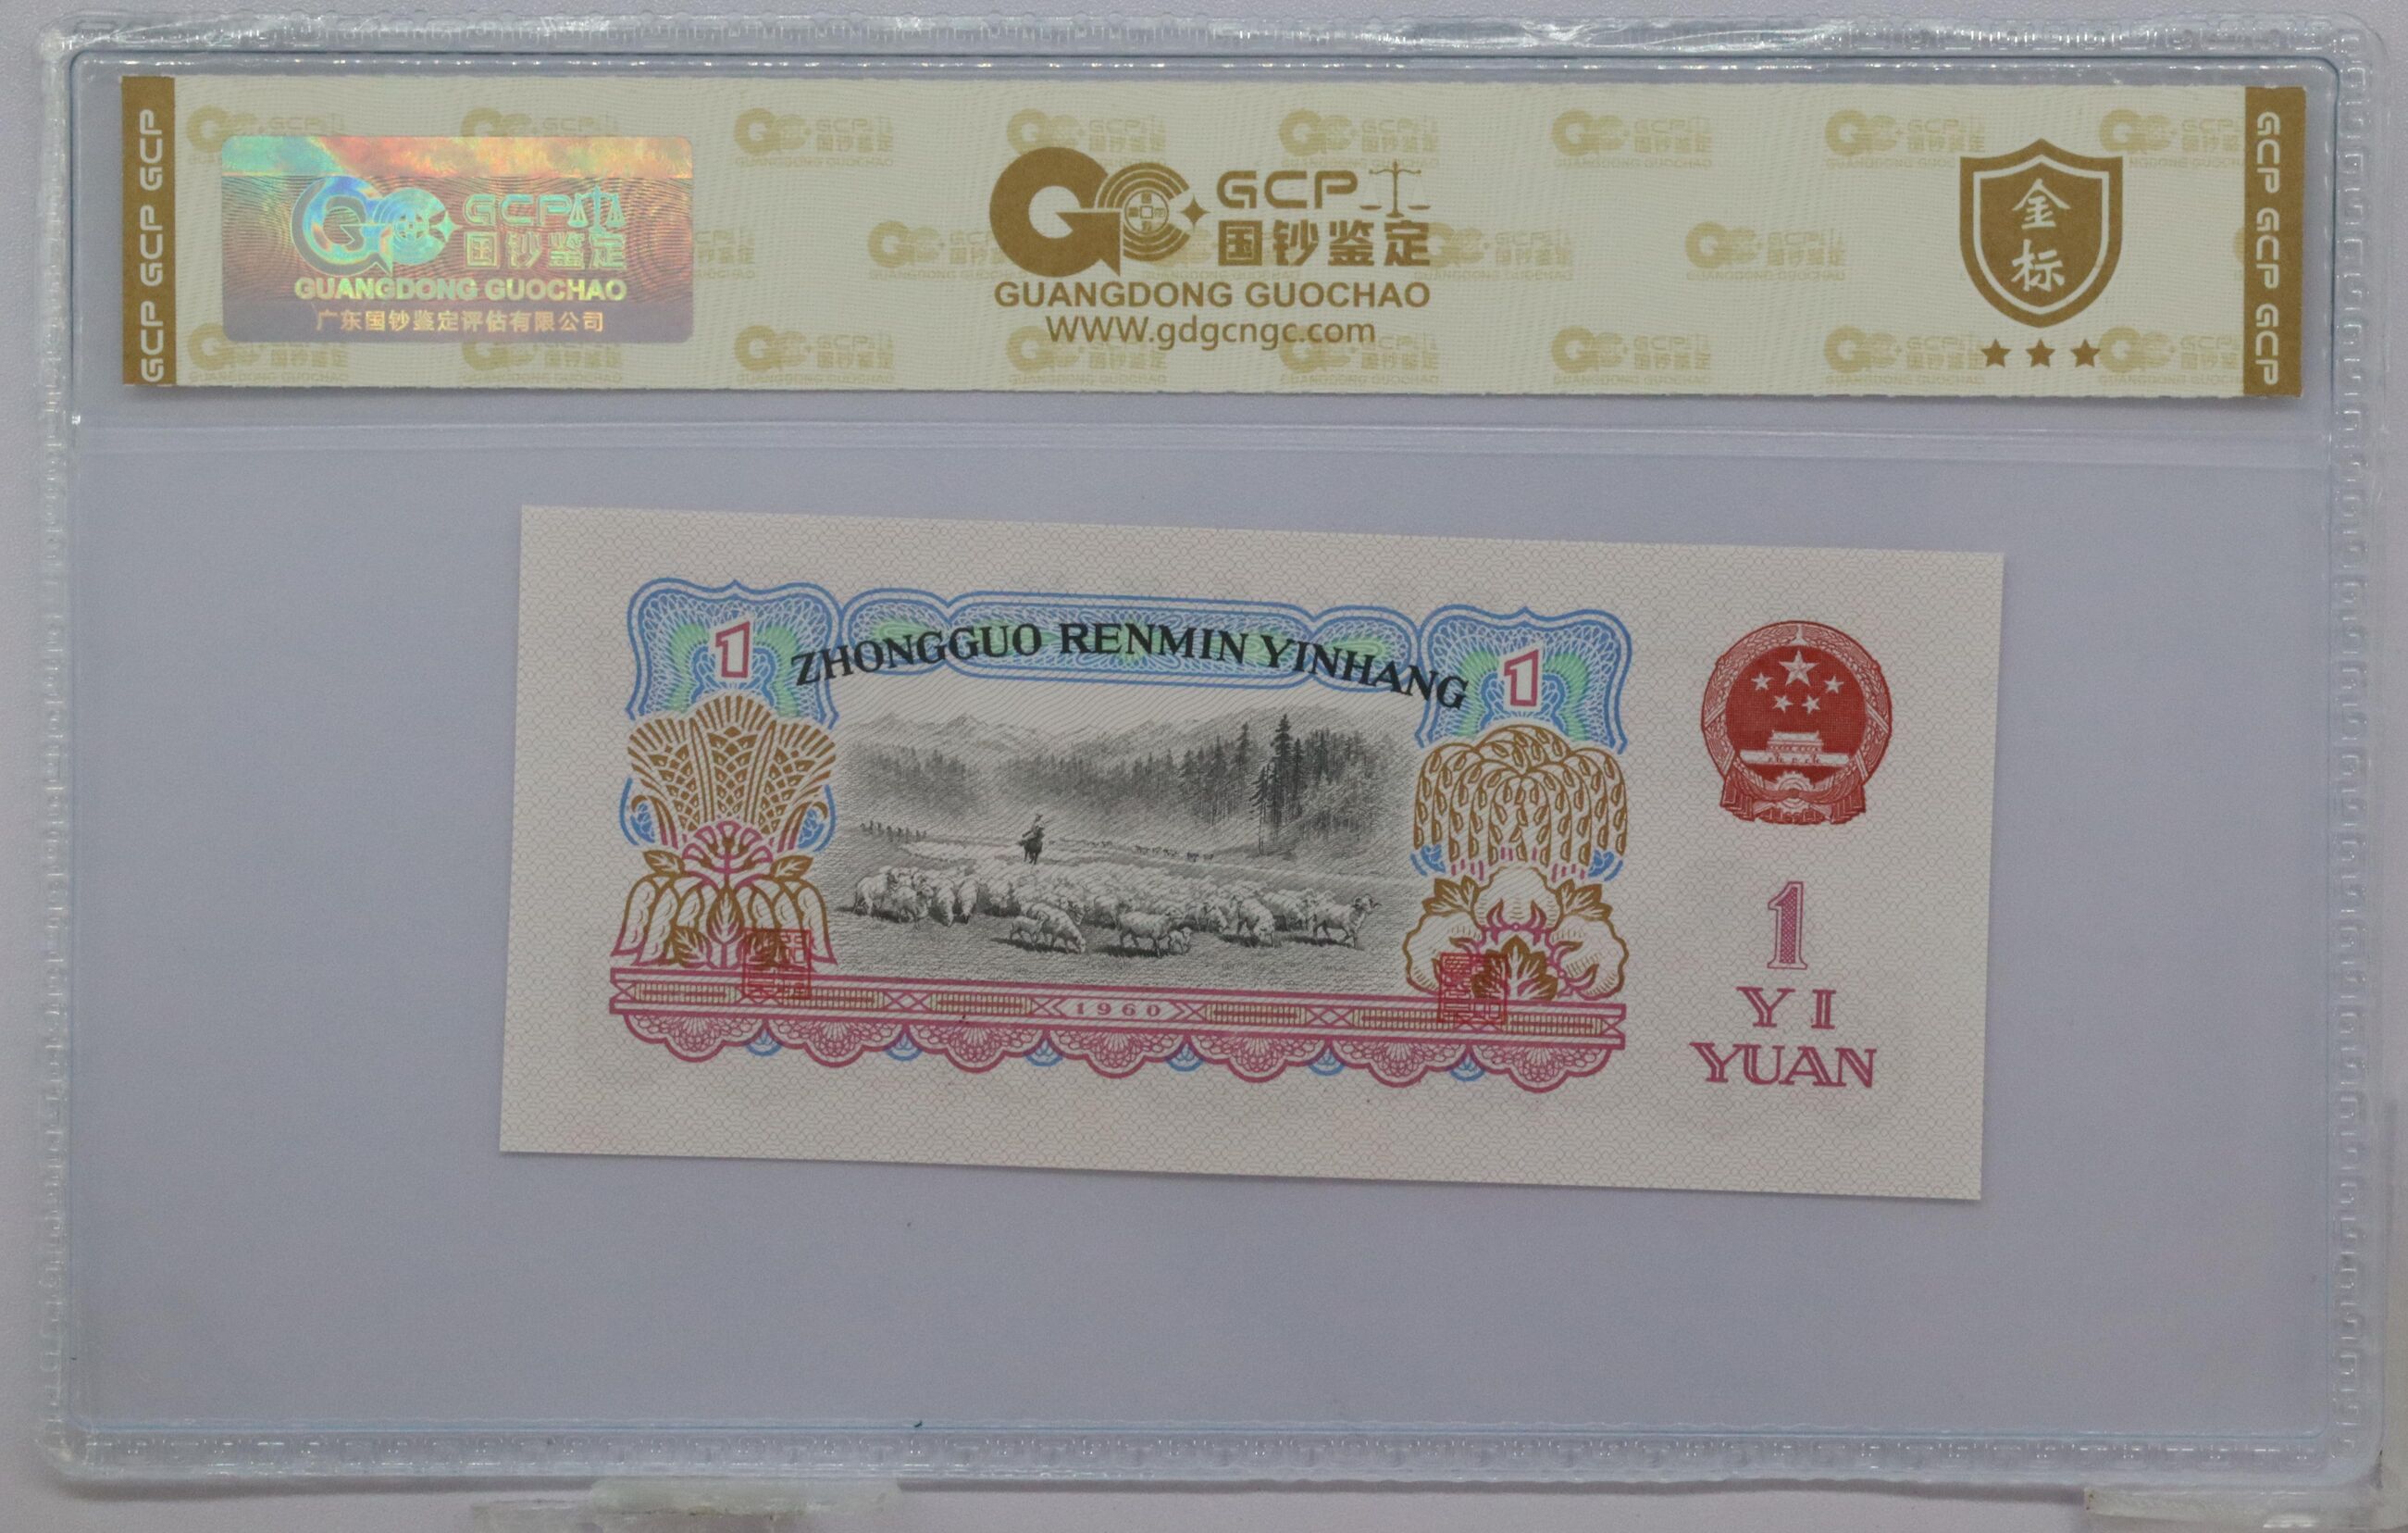 GCP GCP GCP
GCP
国钞鉴定
GUANGDONG GUOCHAO
广东国钞鉴定评估有限公司
GCP
国钞鉴定
GUANGDONG GUOCHAO
WWW.gdgcngc.com
金
标
GCP GCP GCP
1
ZHONGGUO RENMIN YINHANG
1
1960
1
YI
YUAN